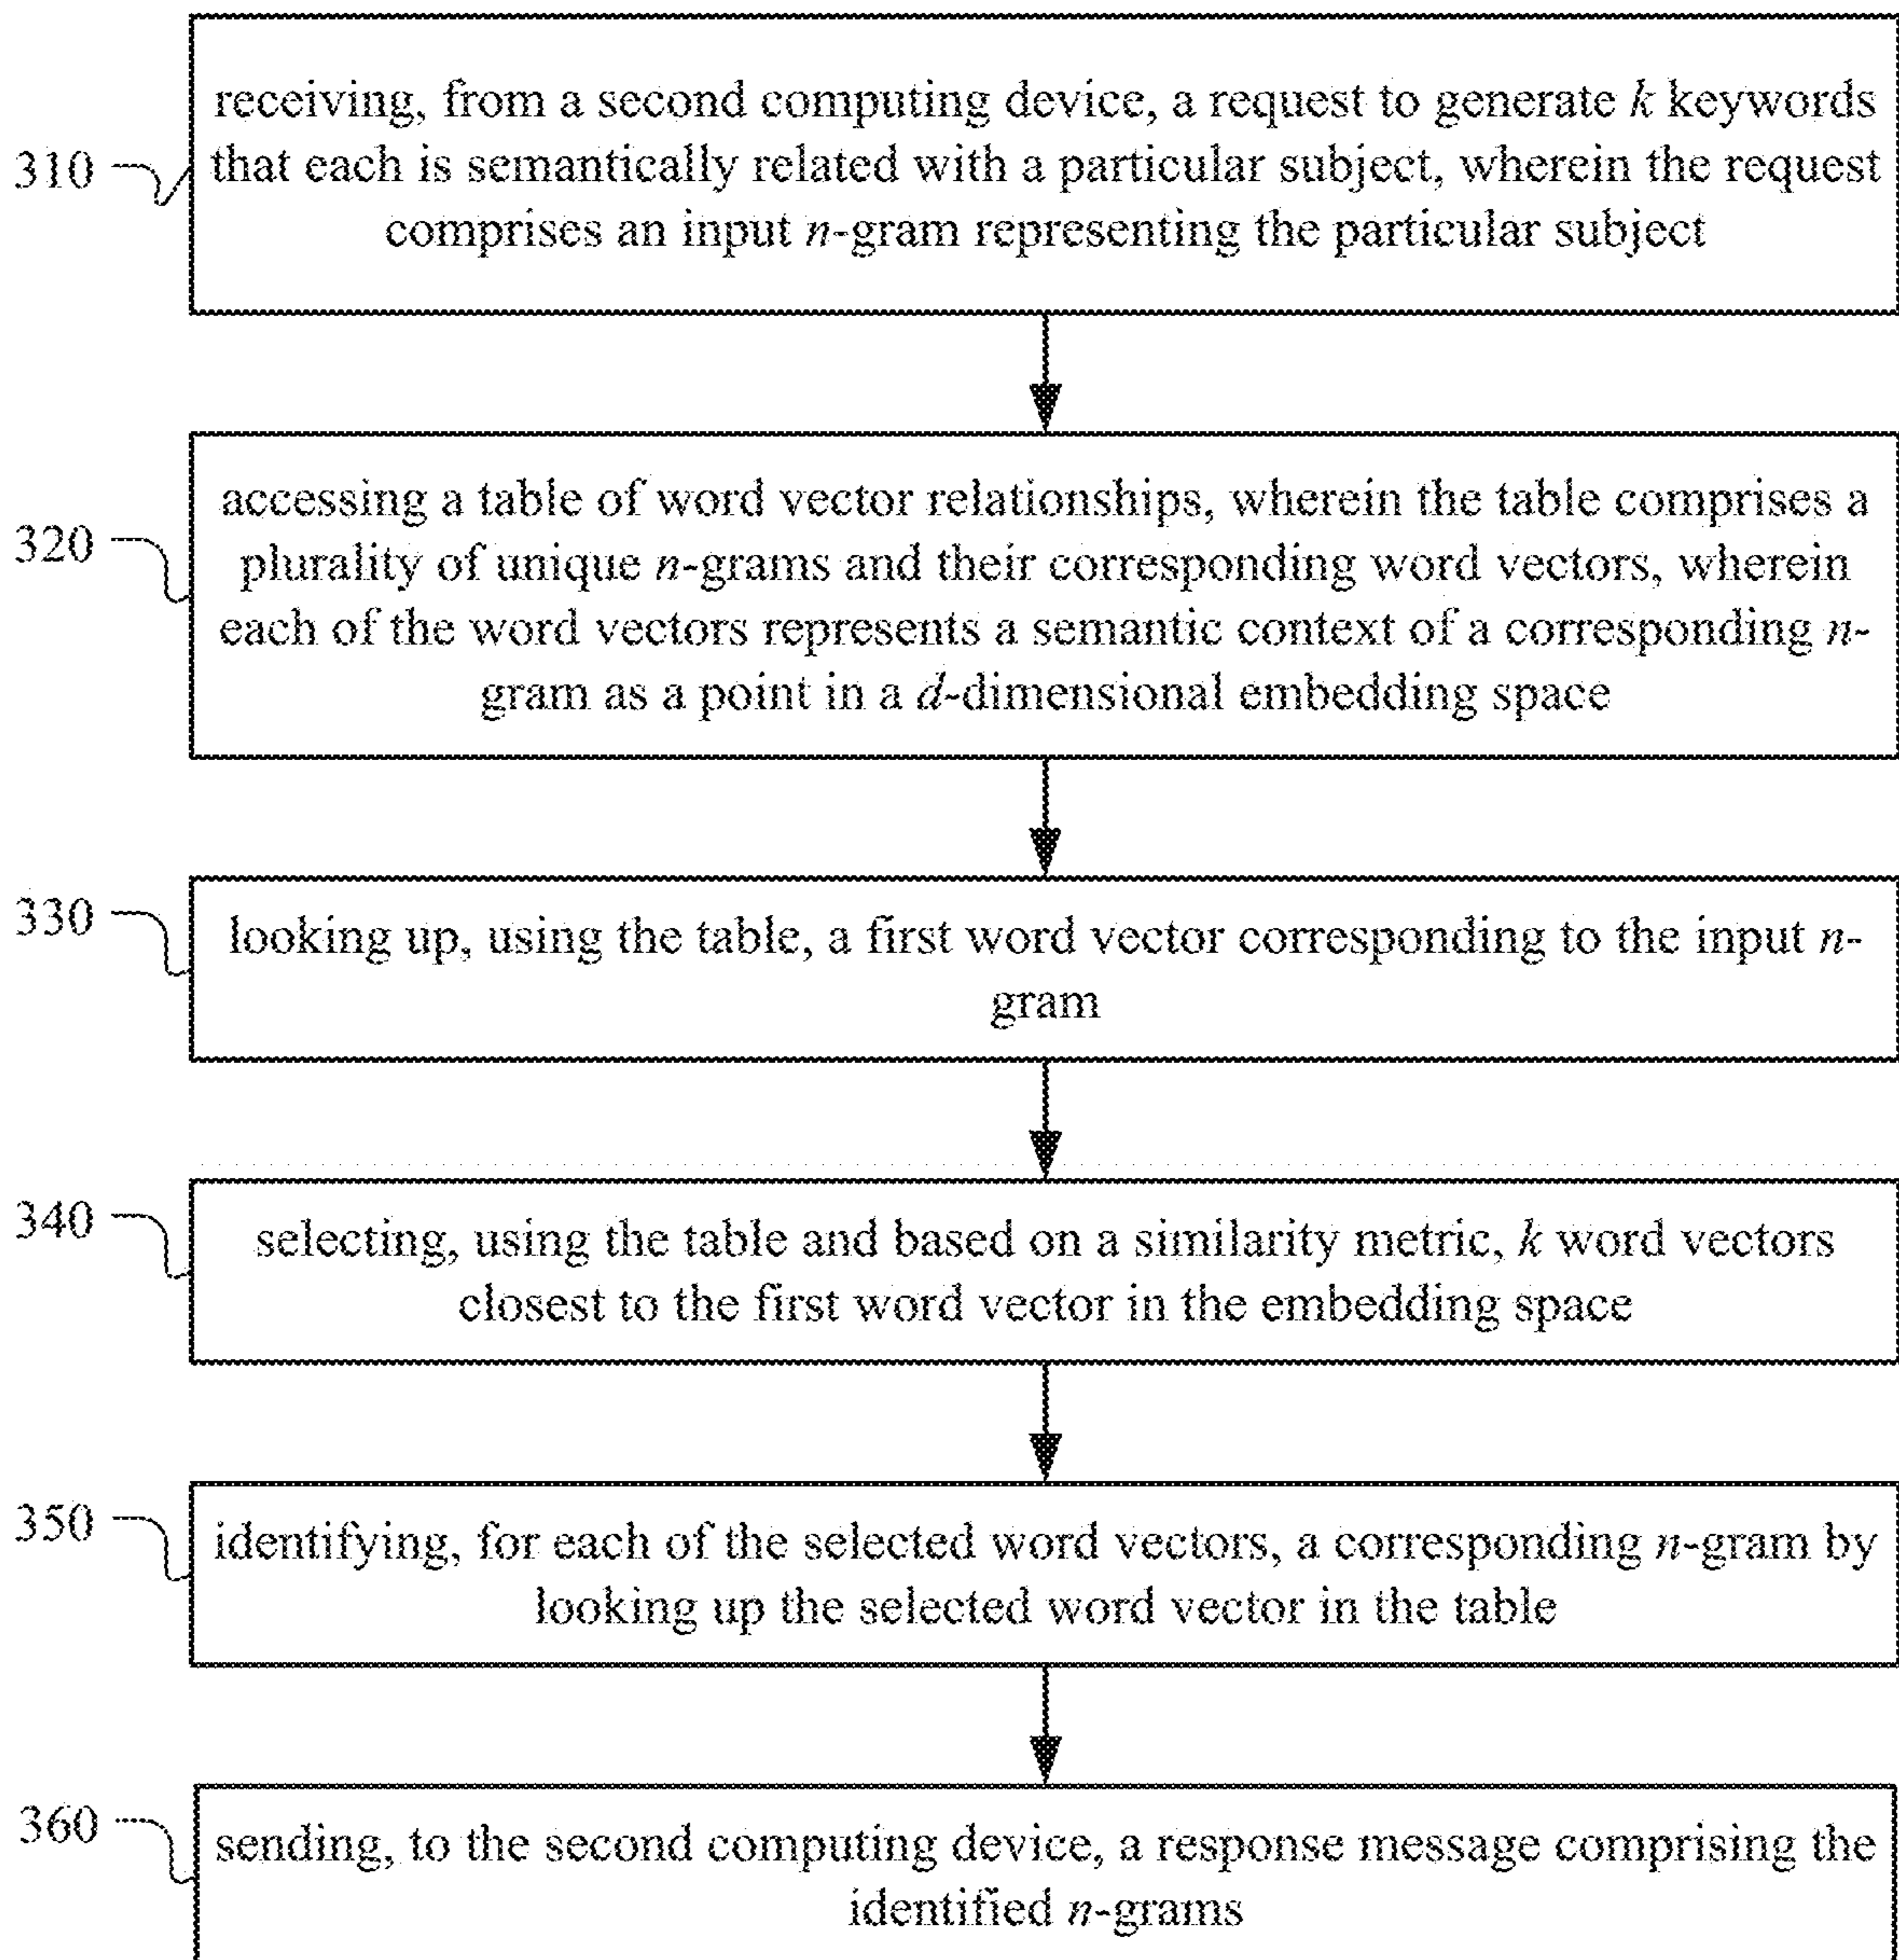 310
receiving, from a second computing device, a request to generate k keywords
that each is semantically related with a particular subject, wherein the request
comprises an input n-gram representing the particular subject
320
accessing a table of word vector relationships, wherein the table comprises a
plurality of unique n-grams and their corresponding word vectors, wherein
each of the word vectors represents a semantic context of a corresponding n-
gram as a point in a d-dimensional embedding space
330
looking up, using the table, a first word vector corresponding to the input n-
gram
340
selecting, using the table and based on a similarity metric, k word vectors
closest to the first word vector in the embedding space
350
identifying, for each of the selected word vectors, a corresponding n-gram by
looking up the selected word vector in the table
360
sending, to the second computing device, a response message comprising the
identified n-grams